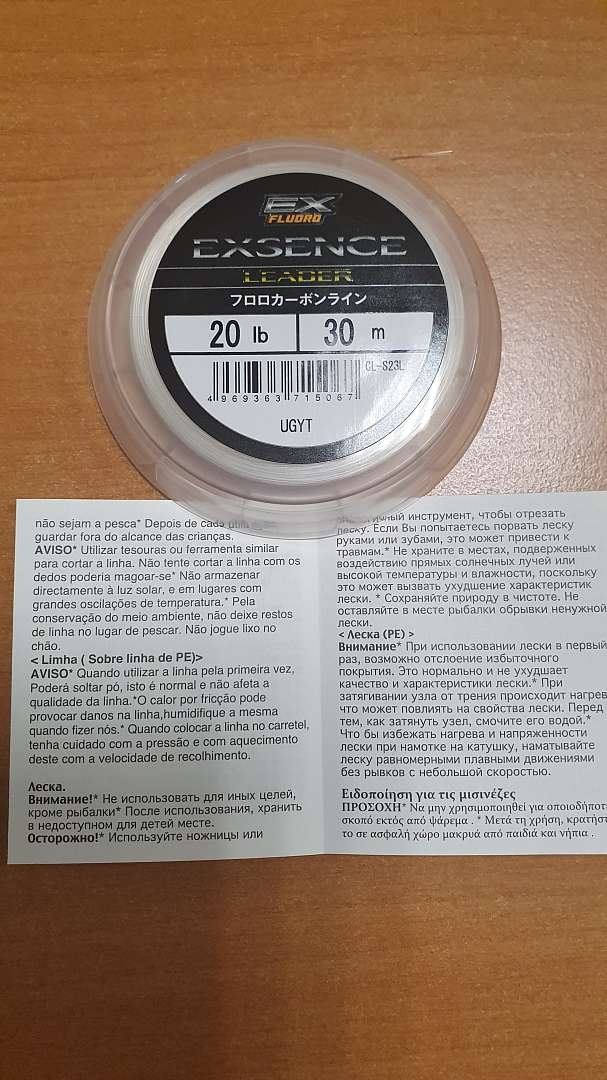 EX
FLUORO
EXSENCE
LEADER
フロロカーボンライン
20 lb 30 m
CL-S23L
4 969363 715067
UGYT
não sejam a pesca* Depois de cada
guardar fora do alcance das crianças.
AVISO* Utilizar tesouras ou ferramenta similar
para cortar a linha. Não tente cortar a linha com os
dedos poderia magoar-se* Não armazenar
directamente à luz solar, e em lugares com
grandes oscilações de temperatura.* Pela
conservação do meio ambiente, não deixe restos
de linha no lugar de pescar. Não jogue lixo no
chão.
< Limha ( Sobre linha de PE)>
AVISO* Quando utilizar a linha pela primeira vez,
Poderá soltar pó, isto é normal e não afeta a
qualidade da linha.*O calor por fricção pode
provocar danos na linha,humidifique a mesma
quando fizer nós.* Quando colocar a linha no carretel,
tenha cuidado com a pressão e com aquecimento
deste com a velocidade de recolhimento.
Леска.
Внимание!* Не использовать для иных целей,
кроме рыбалки* После использования, хранить
в недоступном для детей месте.
Осторожно!* Используйте ножницы или
инструмент, чтобы отрезать
леску. Если Вы попытаетесь порвать леску
руками или зубами, это может привести к
травмам.* Не храните в местах, подверженных
воздействию прямых солнечных лучей или
высокой температуры и влажности, поскольку
это может вызвать ухудшение характеристик
лески. * Сохраняйте природу в чистоте. Не
оставляйте в месте рыбалки обрывки ненужной
лески.
< Леска (PE) >
Внимание* При использовании лески в первый
раз, возможно отслоение избыточного
покрытия. Это нормально и не ухудшает
качество и характеристики лески.* При
затягивании узла от трения происходит нагрев
что может повлиять на свойства лески. Перед
тем, как затянуть узел, смочите его водой.*
Что бы избежать нагрева и напряженности
лески при намотке на катушку, наматывайте
леску равномерными плавными движениями
без рывков с небольшой скоростью.
Ειδοποίηση για τις μισινέζες
ΠΡΟΣΟΧΗ* Να μην χρησιμοποιηθεί για οποιοδήποτ
σκοπό εκτός από ψάρεμα . * Μετά τη χρήση, κρατήστ
το σε ασφαλή χώρο μακρυά από παιδιά και νήπια .